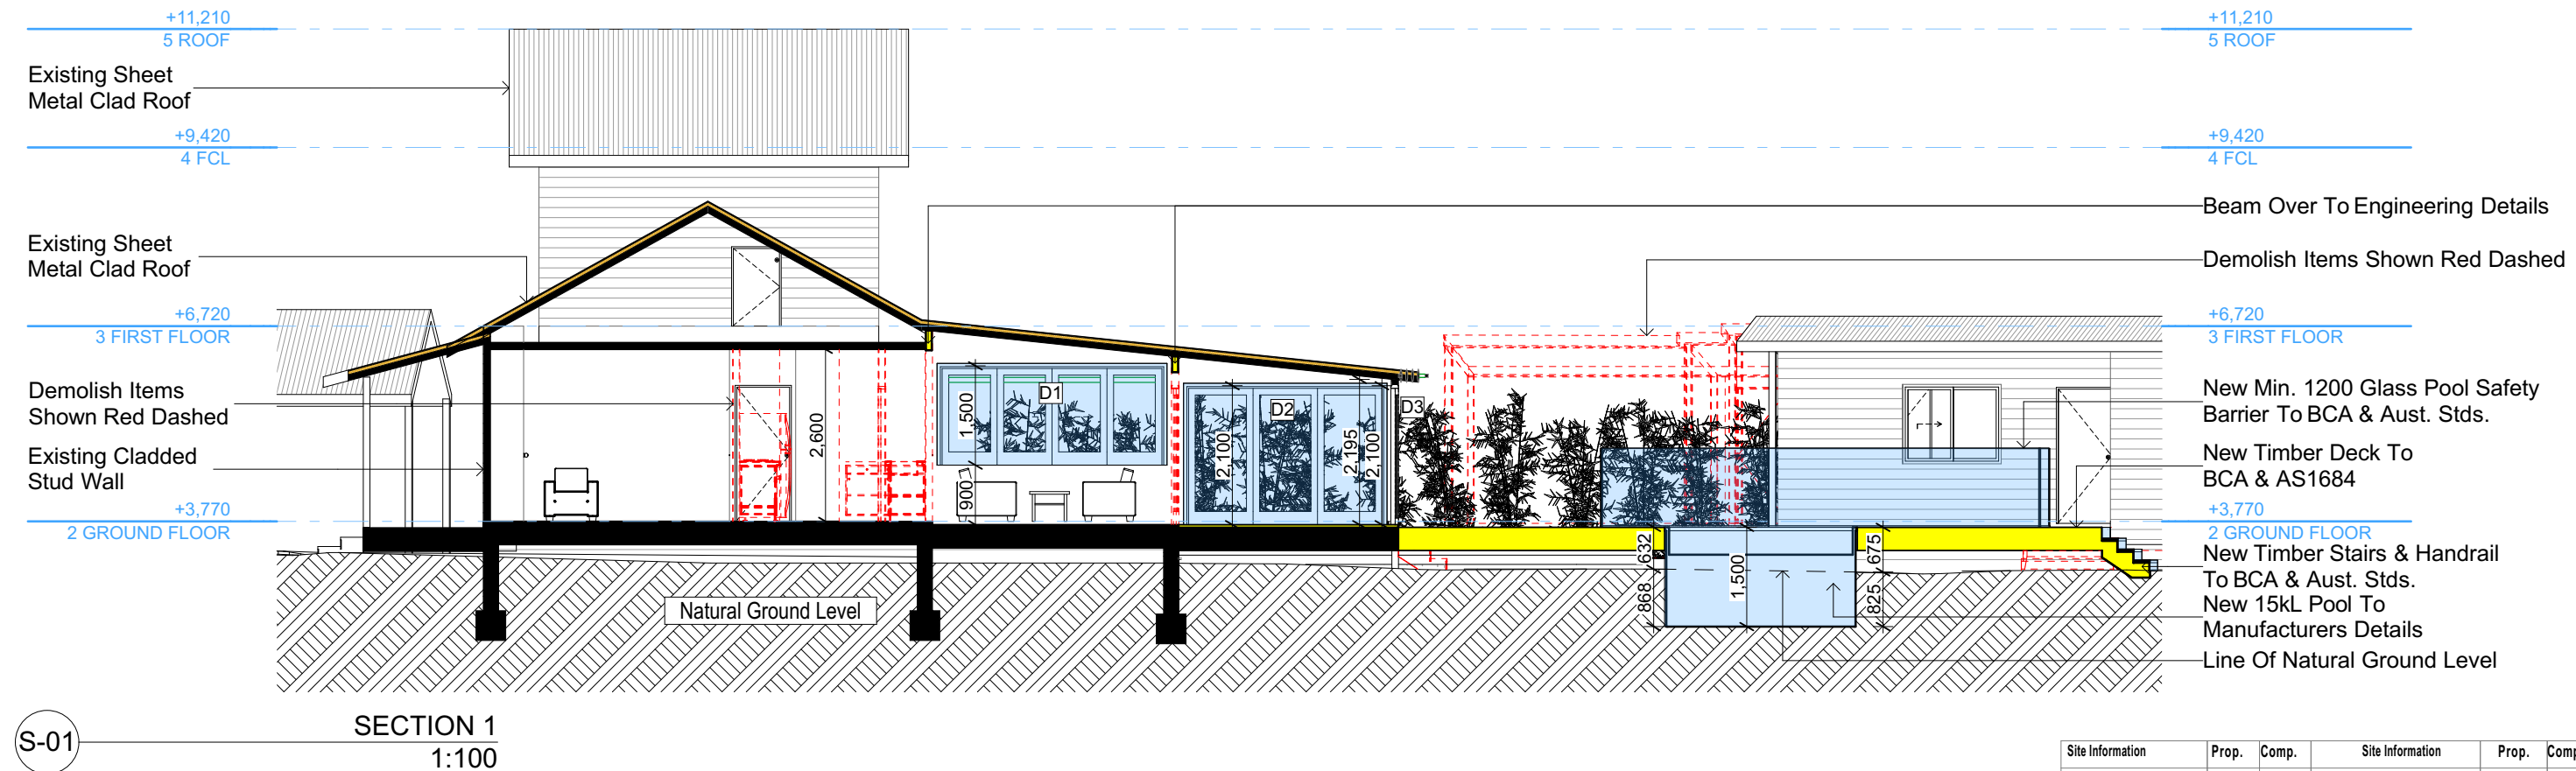 +11,210
5 ROOF
Existing Sheet
Metal Clad Roof
+9,420
4 FCL
Existing Sheet
Metal Clad Roof
+6,720
3 FIRST FLOOR
Demolish Items
Shown Red Dashed
Existing Cladded
Stud Wall
+3,770
2 GROUND FLOOR
2,600
1,500
900
D1
2,100
D2
2,195
2,100
D3
632
868
1,500
675
825
Natural Ground Level
+11,210
5 ROOF
+9,420
4 FCL
Beam Over To Engineering Details
Demolish Items Shown Red Dashed
+6,720
3 FIRST FLOOR
New Min. 1200 Glass Pool Safety
Barrier To BCA & Aust. Stds.
New Timber Deck To
BCA & AS1684
+3,770
2 GROUND FLOOR
New Timber Stairs & Handrail
To BCA & Aust. Stds.
New 15kL Pool To
Manufacturers Details
Line Of Natural Ground Level
S-01
SECTION 1
1:100
Site Information Prop. Comp. Site Information Prop. Comp